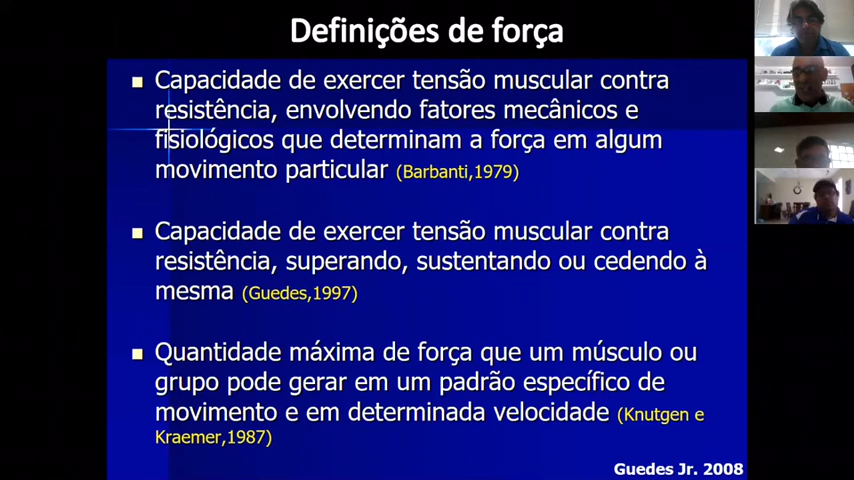 Definições de força
Capacidade de exercer tensão muscular contra
resistência, envolvendo fatores mecânicos e
fisiológicos que determinam a força em algum
movimento particular (Barbanti,1979)
Capacidade de exercer tensão muscular contra
resistência, superando, sustentando ou cedendo à
mesma (Guedes,1997)
Quantidade máxima de força que um músculo ou
grupo pode gerar em um padrão específico de
movimento e em determinada velocidade (Knutgen e
Kraemer,1987)
Guedes Jr. 2008